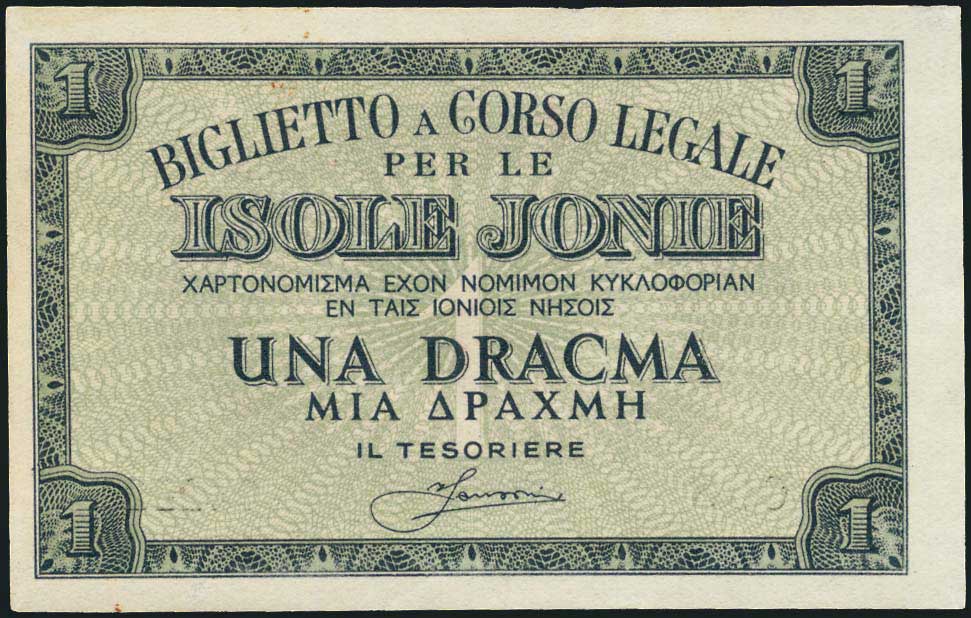 1 1
BIGLIETTO A CORSO LEGALE
PER LE
ISOLE JONIE
ΧΑΡΤΟΝΟΜΙΣΜΑ ΕΧΟΝ ΝΟΜΙΜΟΝ ΚΥΚΛΟΦΟΡΙΑΝ
ΕΝ ΤΑΙΣ ΙΟΝΙΟΙΣ ΝΗΣΟΙΣ
UNA DRACMA
ΜΙΑ ΔΡΑΧΜΗ
IL TESORIERE
1 1